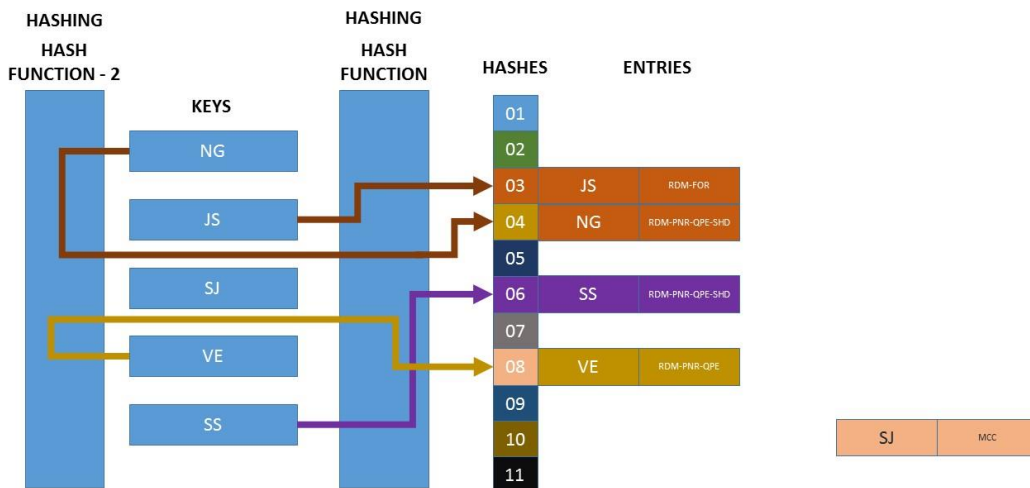 HASHING
HASH
FUNCTION - 2
KEYS
NG
JS
SJ
VE
SS
HASHING
HASH
FUNCTION
HASHES ENTRIES
01
02
03 JS RDM-FOR
04 NG RDM-PNR-QPE-SHD
05
06 SS RDM-PNR-QPE-SHD
07
08 VE RDM-PNR-QPE
09
10
11
SJ MCC